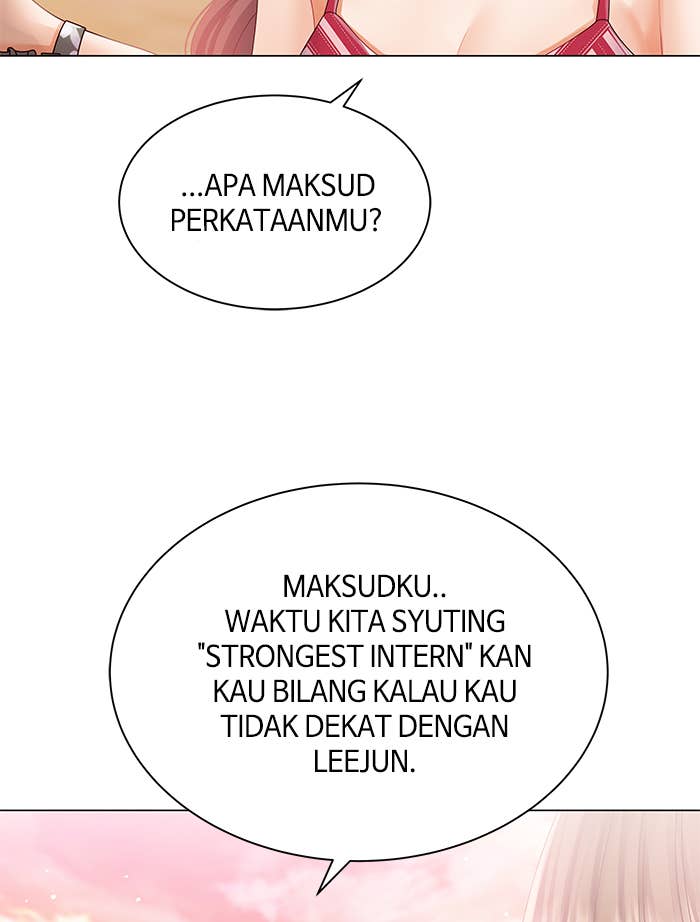 ...APA MAKSUD
PERKATAANMU?
MAKSUDKU..
WAKTU KITA SYUTING
"STRONGEST INTERN" KAN
KAU BILANG KALAU KAU
TIDAK DEKAT DENGAN
LEEJUN.